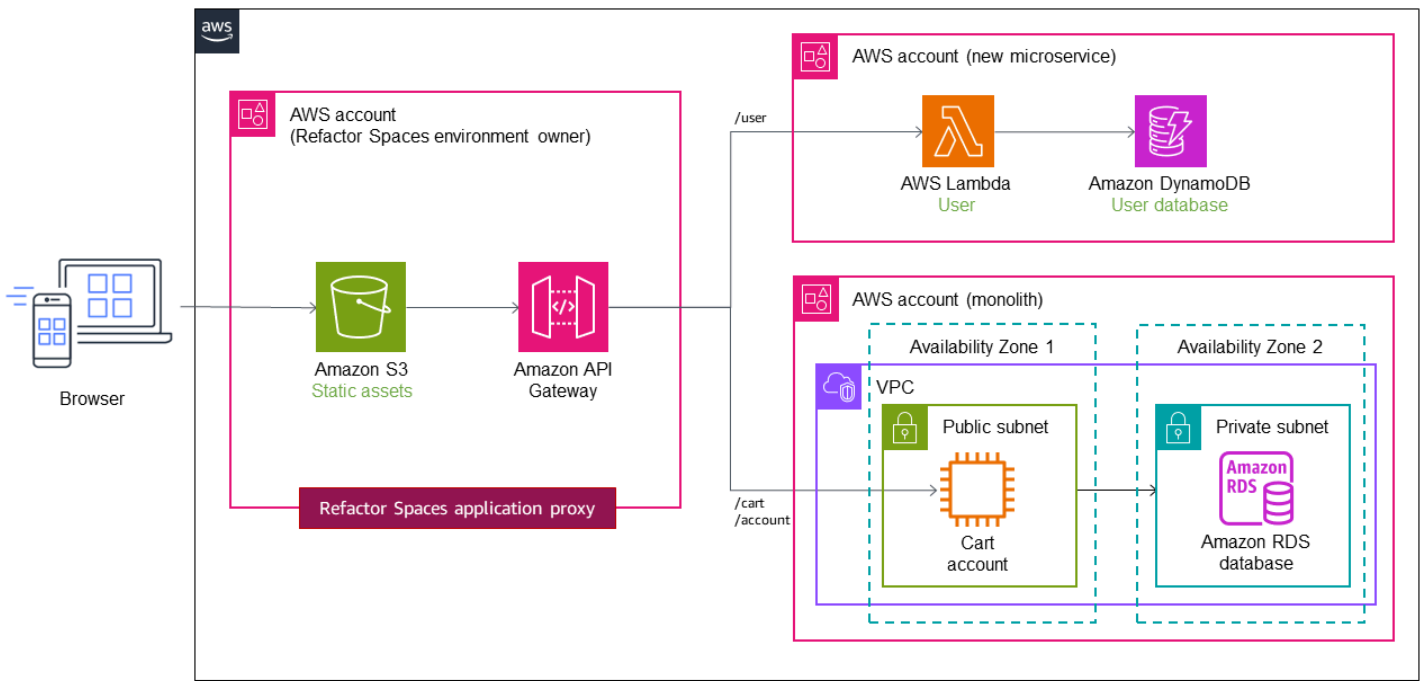 aws
AWS account (new microservice)
AWS account
(Refactor Spaces environment owner)
/user
AWS Lambda
User
Amazon DynamoDB
User database
Browser
Amazon S3
Static assets
</>
Amazon API
Gateway
Refactor Spaces application proxy
/cart
/account
AWS account (monolith)
Availability Zone 1
Availability Zone 2
VPC
Public subnet
Private subnet
Cart
account
Amazon
RDS
Amazon RDS
database